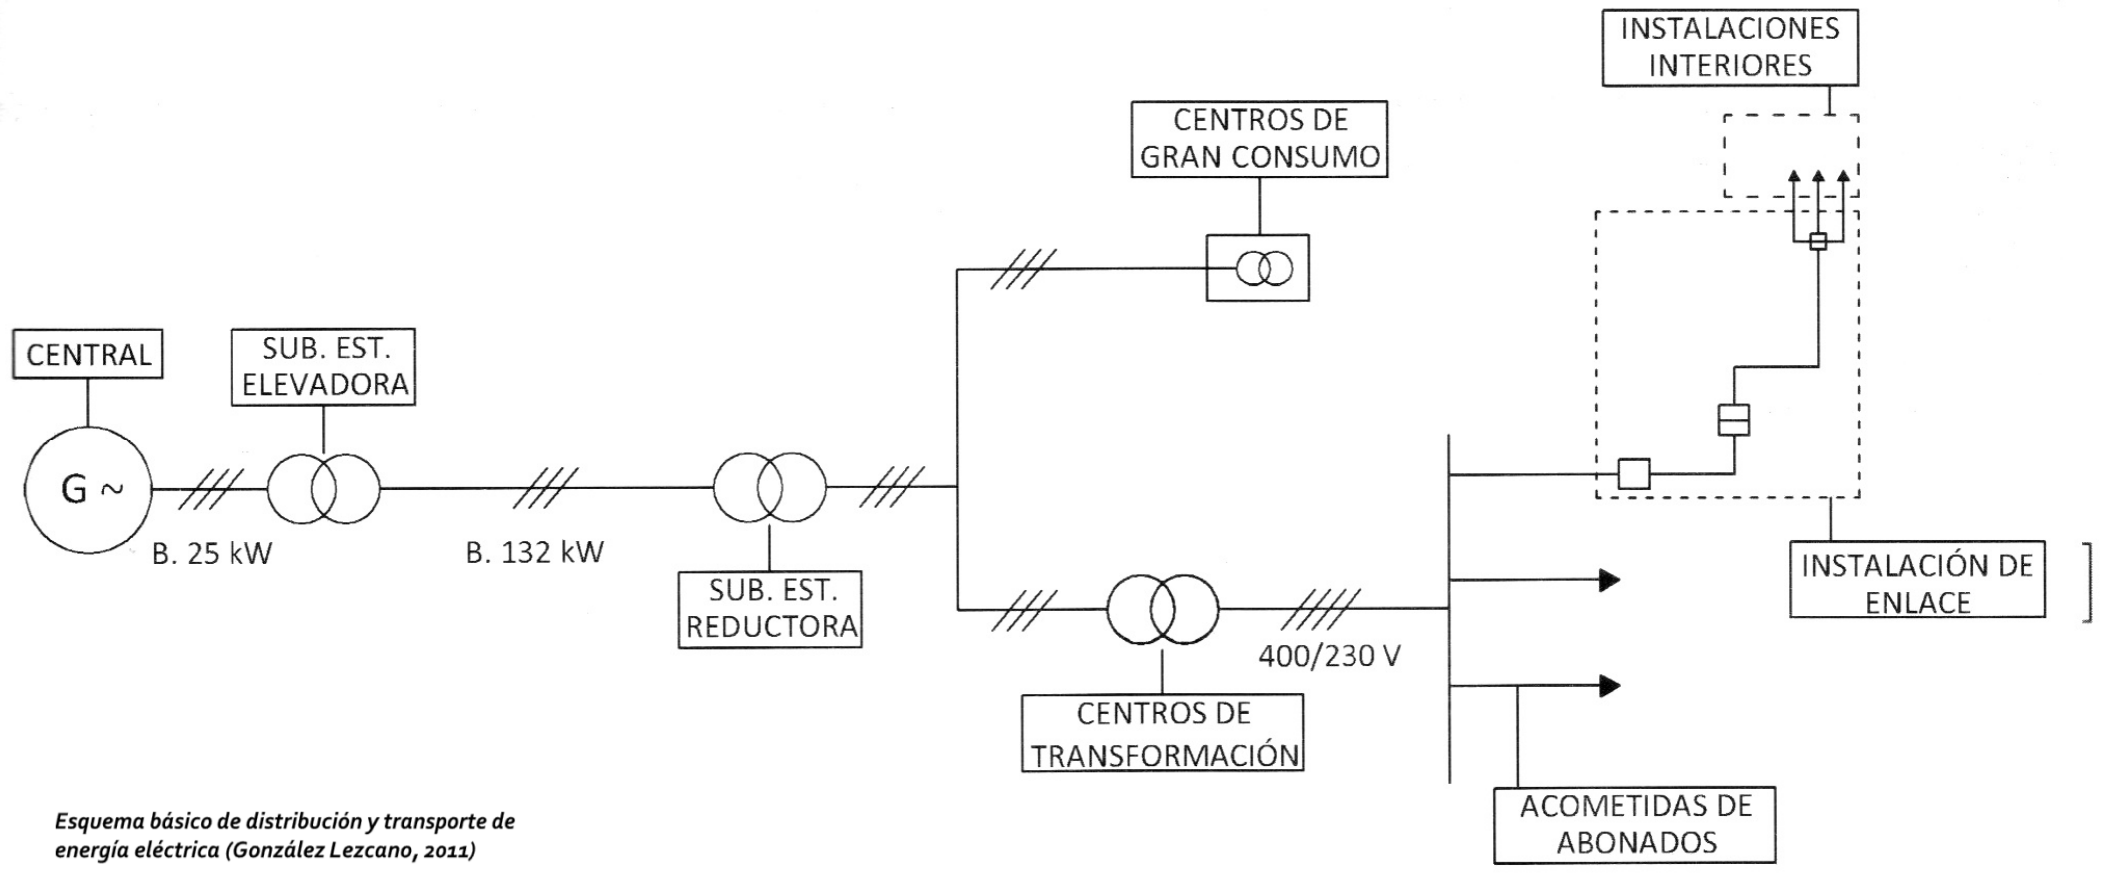 INSTALACIONES
INTERIORES
CENTROS DE
GRAN CONSUMO
CENTRAL
SUB. EST.
ELEVADORA
G ~
B. 25 kW
B. 132 kW
SUB. EST.
REDUCTORA
INSTALACIÓN DE
ENLACE
400/230 V
CENTROS DE
TRANSFORMACIÓN
ACOMETIDAS DE
ABONADOS
Esquema básico de distribución y transporte de
energía eléctrica (González Lezcano, 2011)